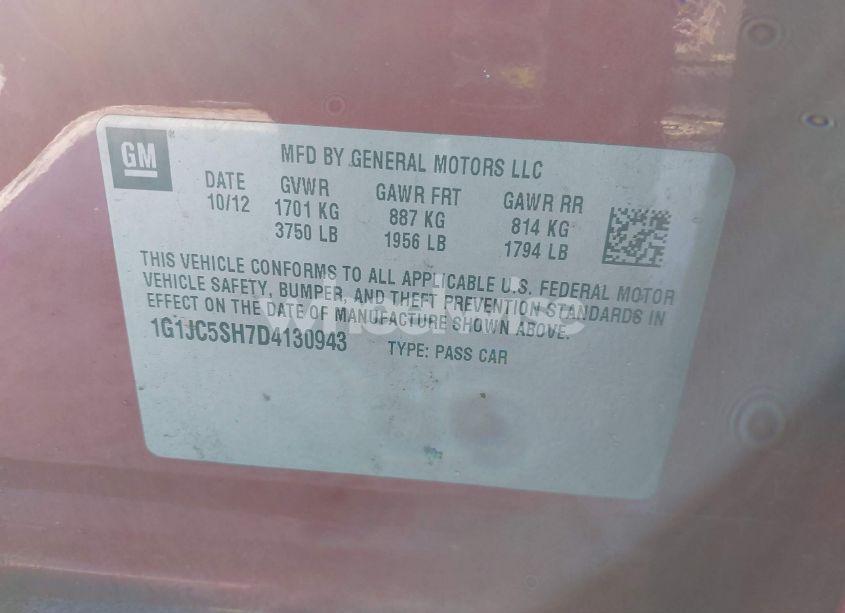 GM
MFD BY GENERAL MOTORS LLC
DATE GVWR GAWR FRT GAWR RR
10/12 1701 KG 887 KG 814 KG
3750 LB 1956 LB 1794 LB
THIS VEHICLE CONFORMS TO ALL APPLICABLE U.S. FEDERAL MOTOR
VEHICLE SAFETY, BUMPER, AND THEFT PREVENTION STANDARDS IN
EFFECT ON THE DATE OF MANUFACTURE SHOWN ABOVE.
1G1JC5SH7D4130943 TYPE: PASS CAR